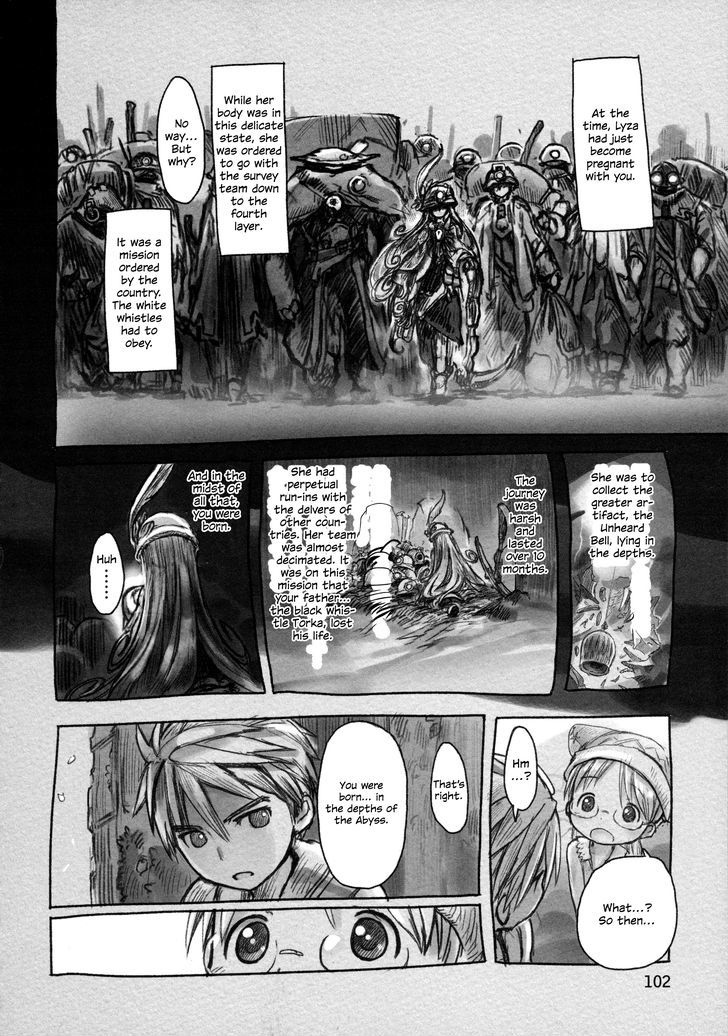 At the
time, Lyza
had just
become
pregnant
with you.
While her
body was in
this delicate
state, she
was ordered
to go with
the survey
team down
to the
fourth
layer.
No
way...
But
why?
It was a
mission
ordered
by the
country.
The white
whistles
had to
obey.
She was to
collect the
greater ar-
tifact, the
Unheard
Bell, lying in
the depths.
The
journey
was
harsh
and
lasted
over 10
months.
She had
perpetual
run-ins with
the delvers of
other coun-
tries. Her team
was almost
decimated. It
was on this
mission that
your father...
the black whis-
tle Torka, lost
his life.
And in the
midst of
all that,
you were
born.
Huh
......
Hm
...?
What...?
So then...
That's
right.
You were
born... in
the depths of
the Abyss.
102